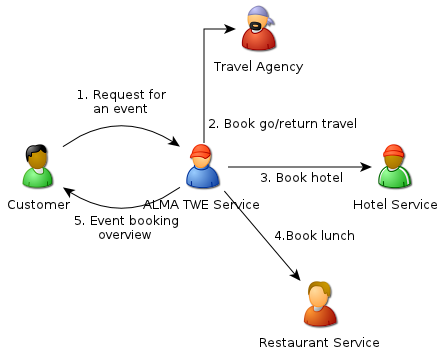 Travel Agency
1. Request for
an event
2. Book go/return travel
3. Book hotel
Customer
ALMA TWE Service
Hotel Service
5. Event booking
overview
4.Book lunch
Restaurant Service